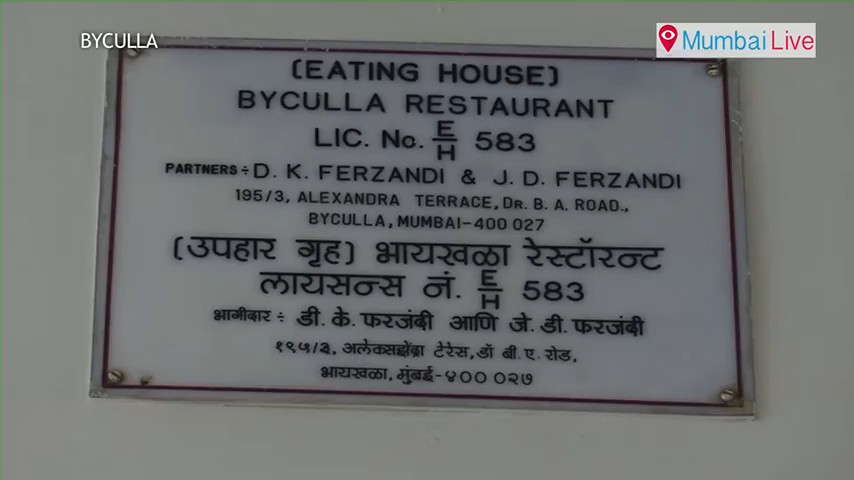 BYCULLA
Mumbai Live
(EATING HOUSE)
BYCULLA RESTAURANT
LIC. No. E/H 583
PARTNERS÷ D. K. FERZANDI & J. D. FERZANDI
195/3, ALEXANDRA TERRACE, DR. B. A. ROAD.,
BYCULLA, MUMBAI-400 027
(उपहार गृह) भायखळा रेस्टॉरन्ट
लायसन्स नं. E/H 583
भागीदार ÷ डी. के. फरजंदी आणि जे. डी. फरजंदी
१९५/३, अलेक्सझेंड्रा टेरेस, डॉ बी. ए. रोड,
भायखळा, मुंबई-४०० ०२७